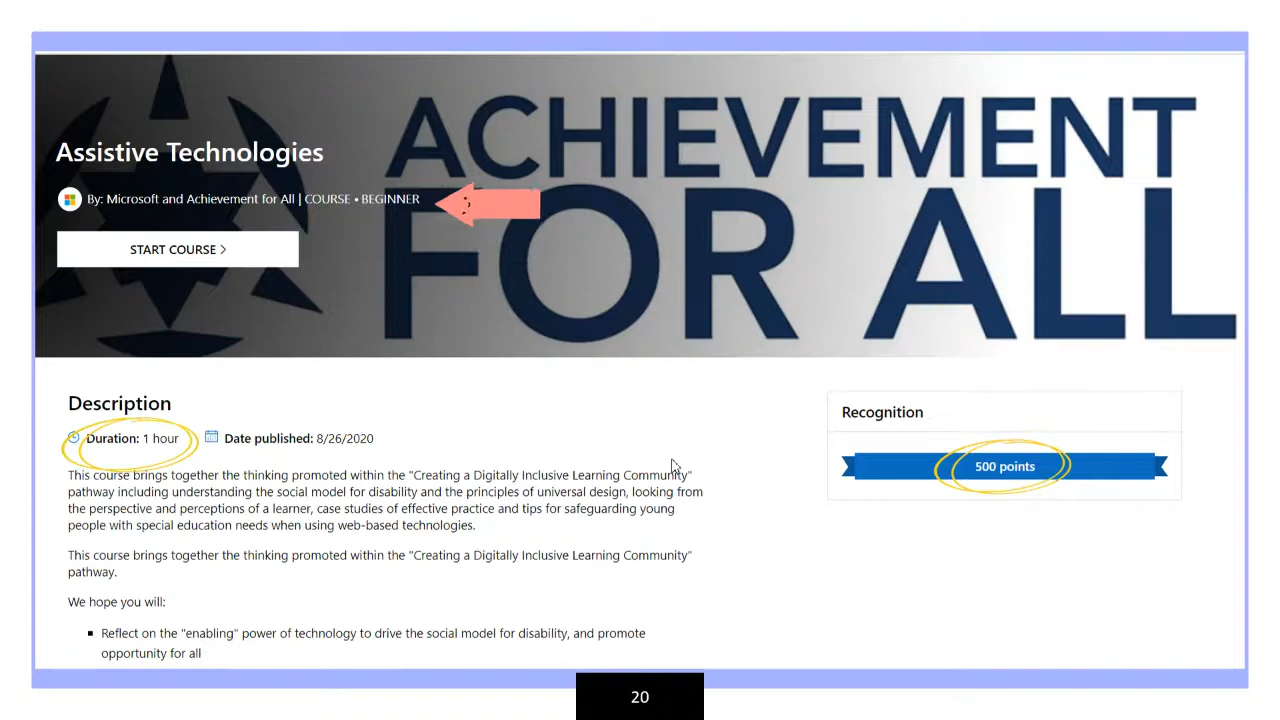 ACHIEVEMENT
FOR ALL
Assistive Technologies
By: Microsoft and Achievement for All | COURSE • BEGINNER
START COURSE >
Description
Duration: 1 hour
Date published: 8/26/2020
This course brings together the thinking promoted within the "Creating a Digitally Inclusive Learning Community"
pathway including understanding the social model for disability and the principles of universal design, looking from
the perspective and perceptions of a learner, case studies of effective practice and tips for safeguarding young
people with special education needs when using web-based technologies.
This course brings together the thinking promoted within the "Creating a Digitally Inclusive Learning Community"
pathway.
We hope you will:
▪ Reflect on the "enabling" power of technology to drive the social model for disability, and promote
opportunity for all
Recognition
500 points
20